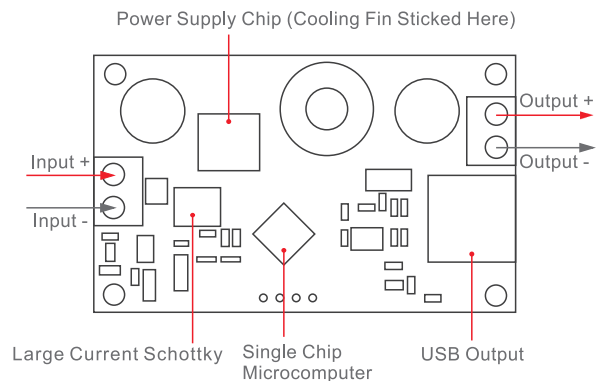 Power Supply Chip (Cooling Fin Sticked Here)
Output +
Input +
Output -
Input -
Large Current Schottky
Single Chip
Microcomputer
USB Output